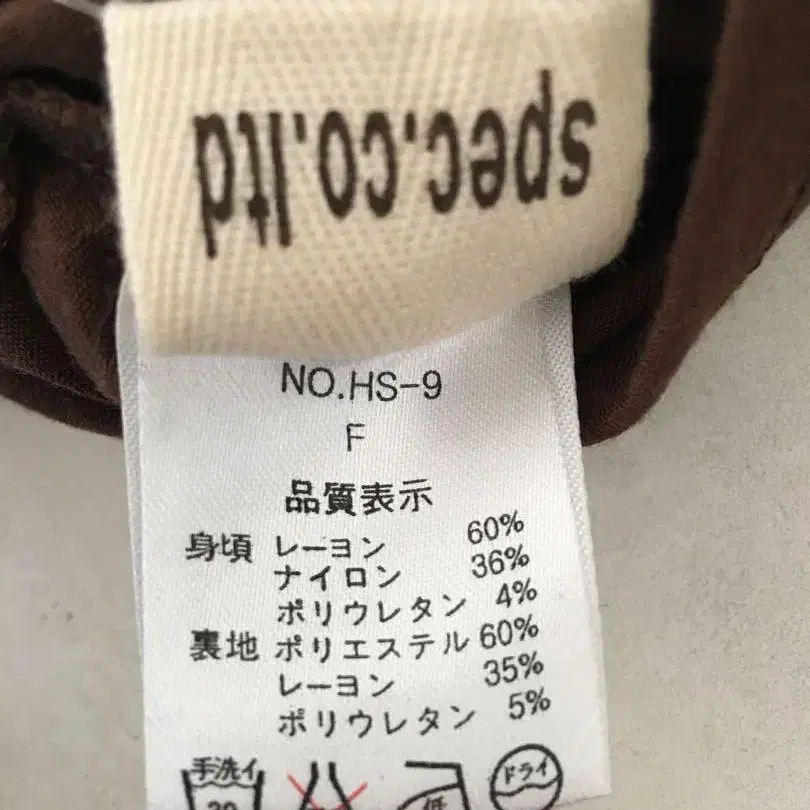 spec.co.ltd
NO.HS-9
F
品質表示
身頃 レーヨン 60%
ナイロン 36%
ポリウレタン 4%
裏地 ポリエステル 60%
レーヨン 35%
ポリウレタン 5%
手洗イ
30
低
ドライ